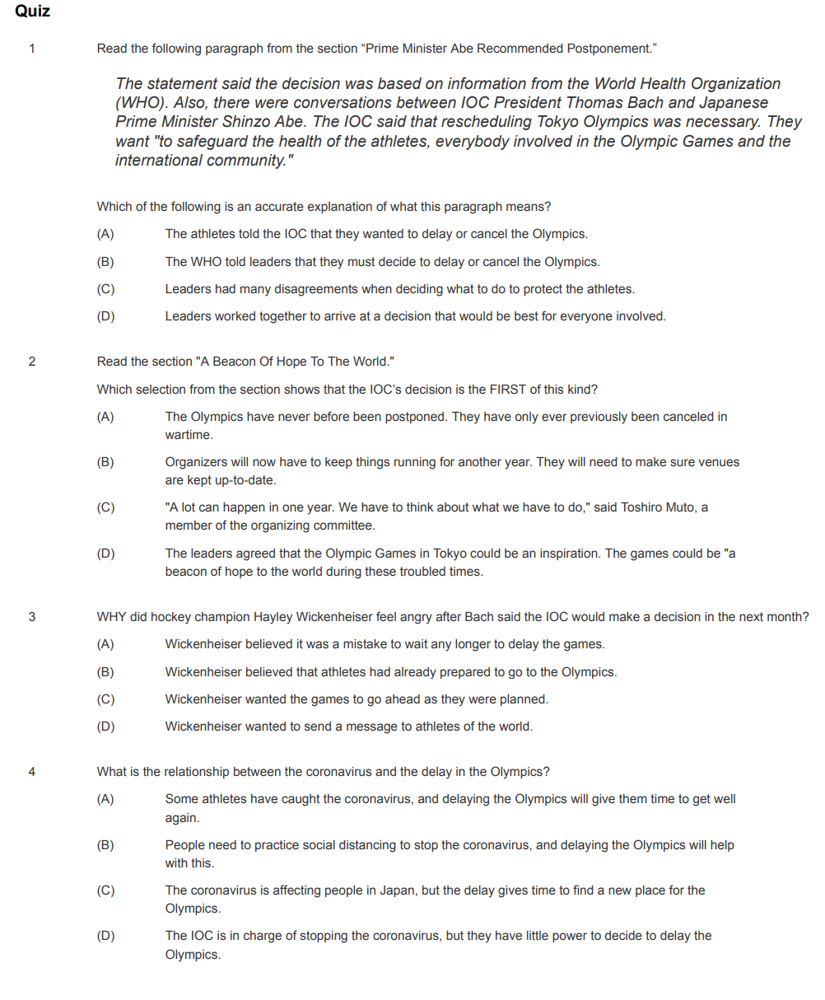 Quiz
1 Read the following paragraph from the section “Prime Minister Abe Recommended Postponement.”
The statement said the decision was based on information from the World Health Organization
(WHO). Also, there were conversations between IOC President Thomas Bach and Japanese
Prime Minister Shinzo Abe. The IOC said that rescheduling Tokyo Olympics was necessary. They
want "to safeguard the health of the athletes, everybody involved in the Olympic Games and the
international community."
Which of the following is an accurate explanation of what this paragraph means?
(A) The athletes told the IOC that they wanted to delay or cancel the Olympics.
(B) The WHO told leaders that they must decide to delay or cancel the Olympics.
(C) Leaders had many disagreements when deciding what to do to protect the athletes.
(D) Leaders worked together to arrive at a decision that would be best for everyone involved.
2 Read the section "A Beacon Of Hope To The World."
Which selection from the section shows that the IOC’s decision is the FIRST of this kind?
(A) The Olympics have never before been postponed. They have only ever previously been canceled in
wartime.
(B) Organizers will now have to keep things running for another year. They will need to make sure venues
are kept up-to-date.
(C) "A lot can happen in one year. We have to think about what we have to do," said Toshiro Muto, a
member of the organizing committee.
(D) The leaders agreed that the Olympic Games in Tokyo could be an inspiration. The games could be "a
beacon of hope to the world during these troubled times.
3 WHY did hockey champion Hayley Wickenheiser feel angry after Bach said the IOC would make a decision in the next month?
(A) Wickenheiser believed it was a mistake to wait any longer to delay the games.
(B) Wickenheiser believed that athletes had already prepared to go to the Olympics.
(C) Wickenheiser wanted the games to go ahead as they were planned.
(D) Wickenheiser wanted to send a message to athletes of the world.
4 What is the relationship between the coronavirus and the delay in the Olympics?
(A) Some athletes have caught the coronavirus, and delaying the Olympics will give them time to get well
again.
(B) People need to practice social distancing to stop the coronavirus, and delaying the Olympics will help
with this.
(C) The coronavirus is affecting people in Japan, but the delay gives time to find a new place for the
Olympics.
(D) The IOC is in charge of stopping the coronavirus, but they have little power to decide to delay the
Olympics.